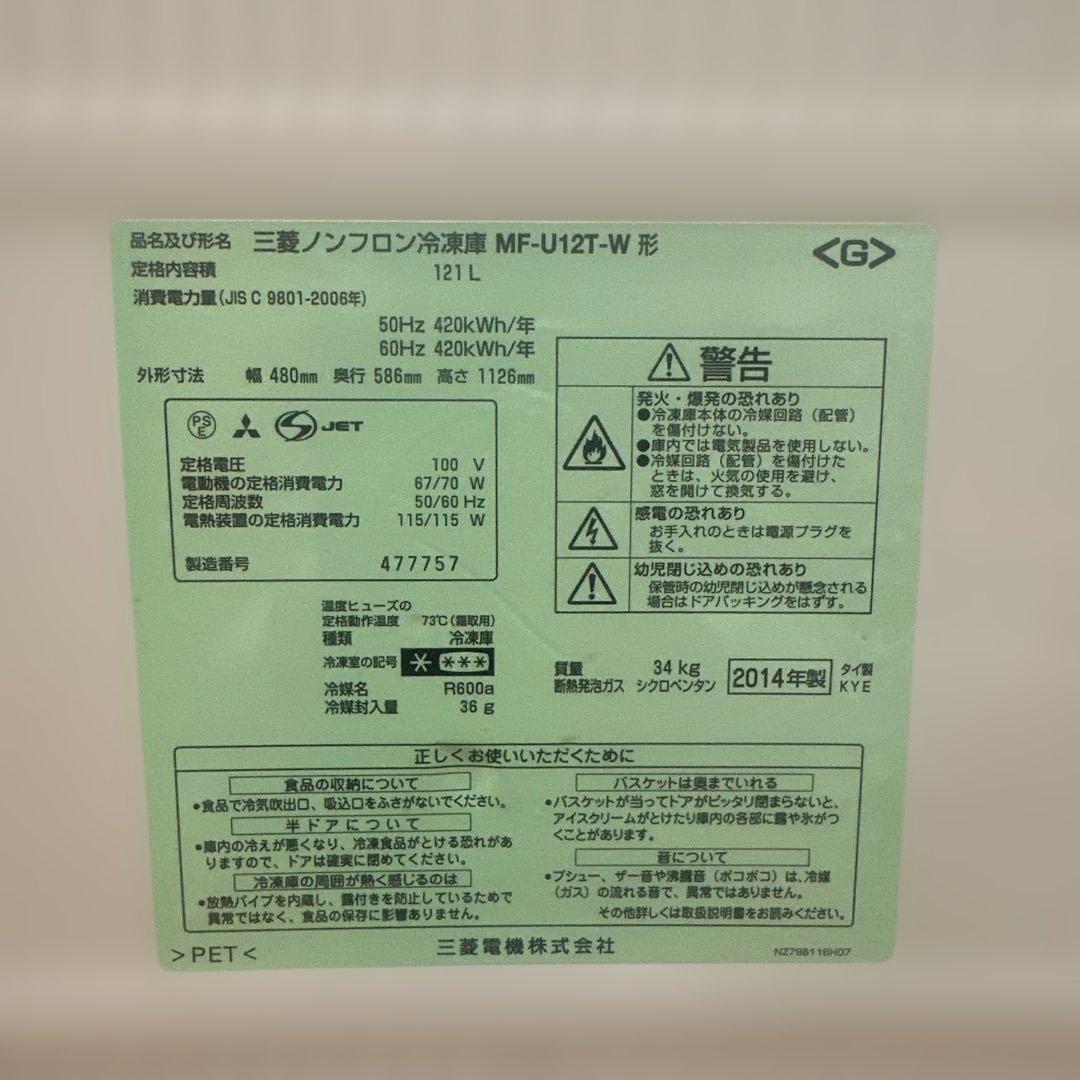 品名及び形名 三菱ノンフロン冷凍庫 MF-U12T-W 形
<G>
定格内容積 121 L
消費電力量(JIS C 9801-2006年)
50Hz 420kWh/年
60Hz 420kWh/年
外形寸法 幅 480mm 奥行 586mm 高さ 1126mm
PS E JET
定格電圧 100 V
電動機の定格消費電力 67/70 W
定格周波数 50/60 Hz
電熱装置の定格消費電力 115/115 W
製造番号 477757
警告
発火・爆発の恐れあり
●冷凍庫本体の冷媒回路（配管）
を傷付けない。
●庫内では電気製品を使用しない。
●冷媒回路（配管）を傷付けた
ときは、火気の使用を避け、
窓を開けて換気する。
感電の恐れあり
お手入れのときは電源プラグを
抜く。
幼児閉じ込めの恐れあり
保管時の幼児閉じ込めが懸念される
場合はドアパッキングをはずす。
温度ヒューズの
定格動作温度 73℃（霜取用）
種類 冷凍庫
冷凍室の記号 * ***
冷媒名 R600a
冷媒封入量 36 g
質量 34 kg
断熱発泡ガス シクロペンタン
2014年製
タイ製
KYE
正しくお使いいただくために
食品の収納について
●食品で冷気吹出口、吸込口をふさがないでください。
半ドアについて
●庫内の冷えが悪くなり、冷凍食品がとける恐れがあ
りますので、ドアは確実に閉めてください。
冷凍庫の周囲が熱く感じるのは
●放熱パイプを内蔵し、露付きを防止しているためで
異常ではなく、食品の保存に影響ありません。
バスケットは奥までいれる
●バスケットが当ってドアがピッタリ閉まらないと、
アイスクリームがとけたり庫内の各部に露や氷がつ
くことがあります。
音について
●プシュー、ザー音や沸騰音（ポコポコ）は、冷媒
（ガス）の流れる音で、異常ではありません。
その他詳しくは取扱説明書をお読みください。
>PET<
三菱電機株式会社
NZ79B116H07